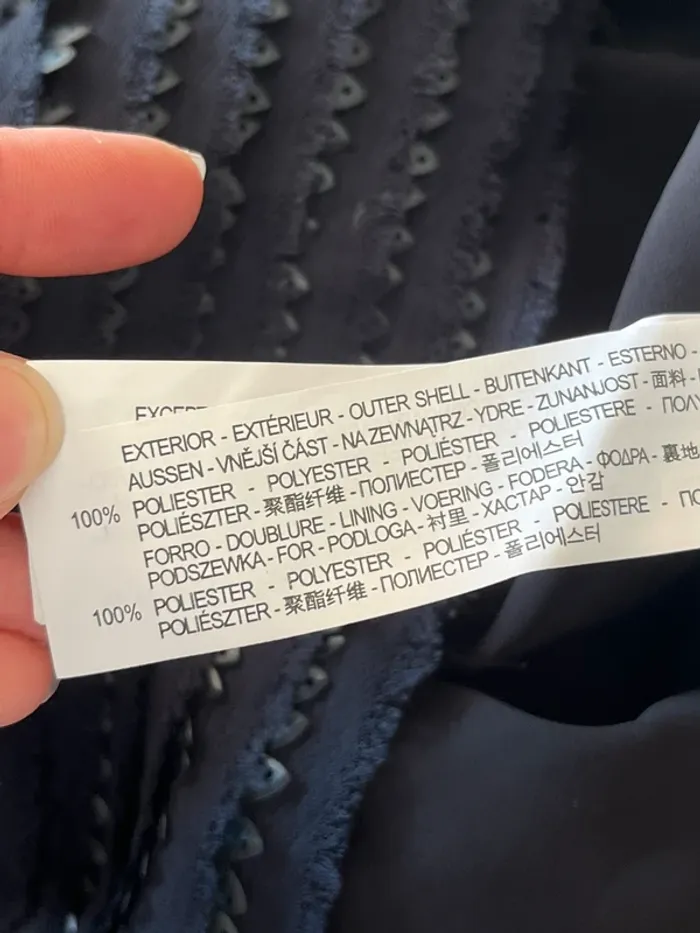 EXCEPT
EXTERIOR - EXTÉRIEUR - OUTER SHELL - BUITENKANT - ESTERNO -
AUSSEN - VNĚJŠÍ ČÁST - NA ZEWNĄTRZ - YDRE - ZUNANJOST - 面料 -
100% POLIESTER - POLYESTER - POLIÉSTER - POLIESTERE - ΠΟΛΥ
POLIÉSZTER - 聚酯纤维 - ПОЛИЕСТЕР - 폴리에스터
FORRO - DOUBLURE - LINING - VOERING - FODERA - ΦΟΔΡΑ - 裏地
PODSZEWKA - FOR - PODLOGA - 衬里 - ХАСТАР - 안감
100% POLIESTER - POLYESTER - POLIÉSTER - POLIESTERE -
POLIÉSZTER - 聚酯纤维 - ПОЛИЕСТЕР - 폴리에스터